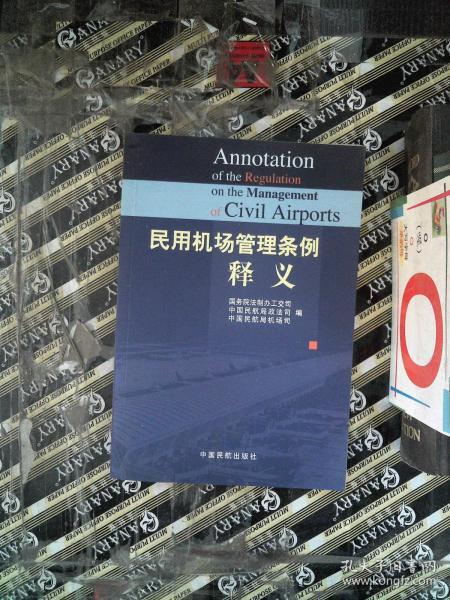 Annotation
of the Regulation
on the Management
of Civil Airports
民用机场管理条例
释义
国务院法制办工交司
中国民航局政法司 编
中国民航局机场司
中国民航出版社
CANARY
MULTI PURPOSE OFFICE PAPER
孔夫子旧书网
www.kongfz.com